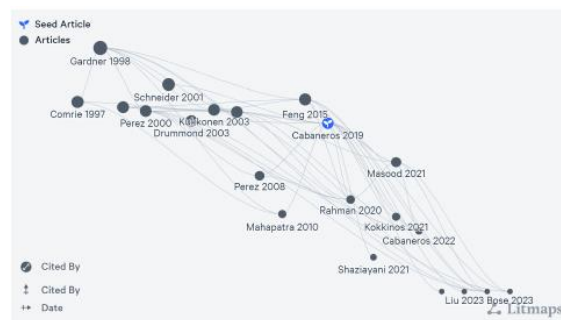 Seed Article
Articles
Gardner 1998
Schneider 2001
Comrie 1997
Feng 2015
Perez 2000
Kukkonen 2003
Drummond 2003
Cabaneros 2019
Masood 2021
Perez 2008
Rahman 2020
Mahapatra 2010
Kokkinos 2021
Cabaneros 2022
Shaziayani 2021
Cited By
Cited By
Date
Liu 2023 Bose 2023
Litmaps